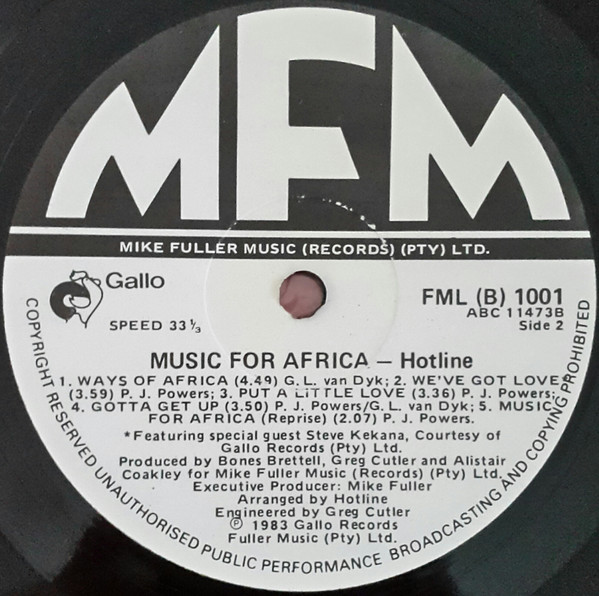 MFM
MIKE FULLER MUSIC (RECORDS) (PTY) LTD.
Gallo
SPEED 33⅓
FML (B) 1001
ABC 11473B
Side 2
MUSIC FOR AFRICA – Hotline
1. WAYS OF AFRICA (4.49) G. L. van Dyk; 2. WE'VE GOT LOVE
(3.59) P. J. Powers; 3. PUT A LITTLE LOVE (3.36) P. J. Powers;
4. GOTTA GET UP (3.50) P. J. Powers/G. L. van Dyk; 5. MUSIC
FOR AFRICA (Reprise) (2.07) P. J. Powers.
*Featuring special guest Steve Kekana, Courtesy of
Gallo Records (Pty) Ltd.
Produced by Bones Brettell, Greg Cutler and Alistair
Coakley for Mike Fuller Music (Records) (Pty) Ltd.
Executive Producer: Mike Fuller
Arranged by Hotline
Engineered by Greg Cutler
℗ 1983 Gallo Records
Fuller Music (Pty) Ltd.
COPYRIGHT RESERVED UNAUTHORISED PUBLIC PERFORMANCE BROADCASTING AND COPYING PROHIBITED